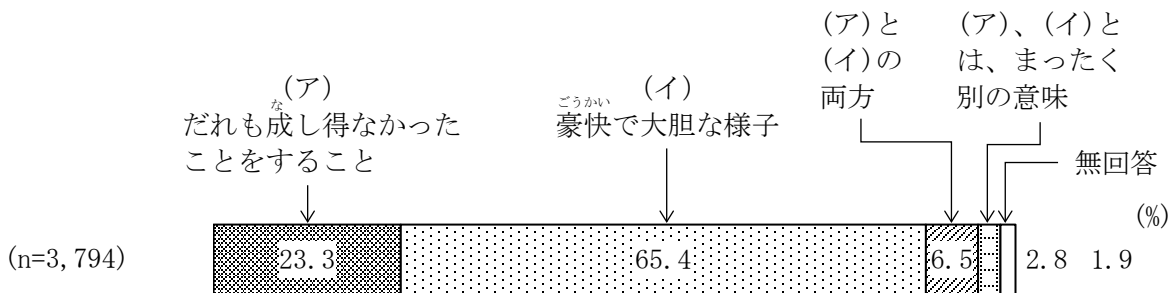 (ア)
だれも成し得なかった
ことをすること
(イ)
豪快で大胆な様子
(ア)と
(イ)の
両方
(ア)、(イ)と
は、まったく
別の意味
無回答
(%)
(n=3,794)
23.3
65.4
6.5
2.8
1.9
な
ごうかい